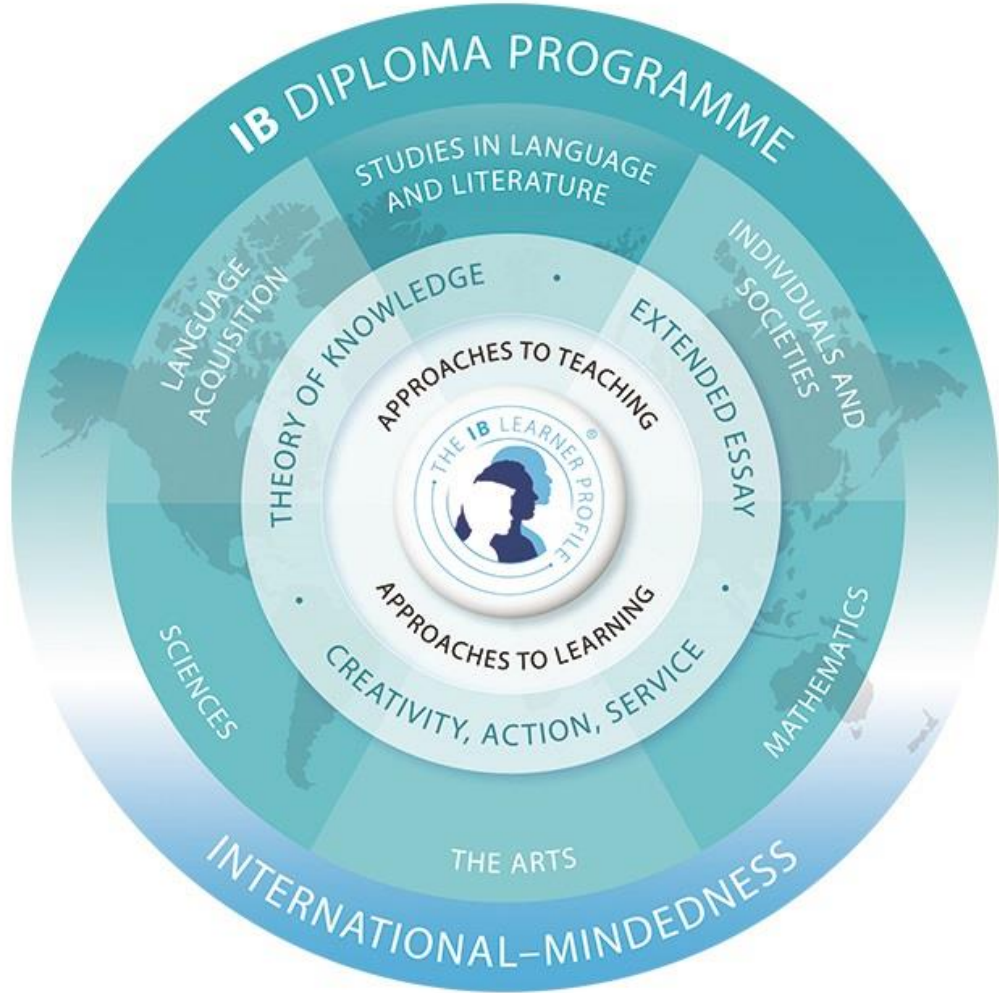 IB DIPLOMA PROGRAMME
STUDIES IN LANGUAGE
AND LITERATURE
LANGUAGE
ACQUISITION
INDIVIDUALS AND
SOCIETIES
THEORY OF KNOWLEDGE
·
EXTENDED ESSAY
APPROACHES TO TEACHING
THE IB LEARNER PROFILE®
APPROACHES TO LEARNING
·
CREATIVITY, ACTION, SERVICE
·
SCIENCES
MATHEMATICS
THE ARTS
INTERNATIONAL–MINDEDNESS